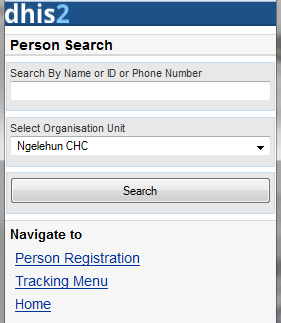 dhis2
Person Search
Search By Name or ID or Phone Number
Select Organisation Unit
Ngelehun CHC
Search
Navigate to
Person Registration
Tracking Menu
Home